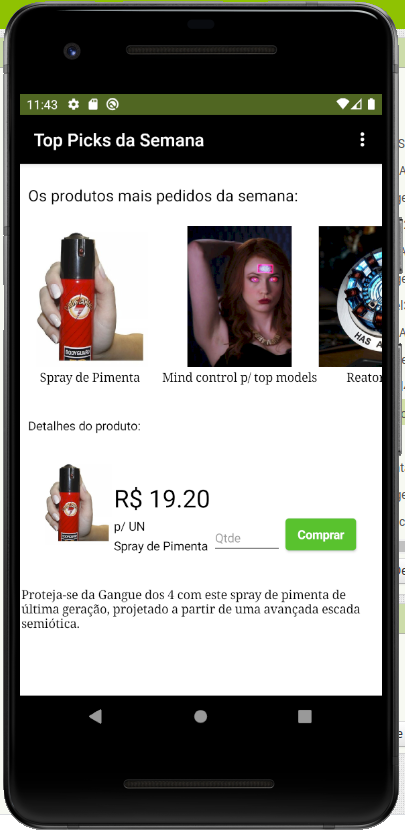 11:43
Top Picks da Semana
Os produtos mais pedidos da semana:
BODYGUARD
HAS A
Spray de Pimenta
Mind control p/ top models
Reator
Detalhes do produto:
R$ 19.20
p/ UN
Spray de Pimenta
Qtde
Comprar
Proteja-se da Gangue dos 4 com este spray de pimenta de
última geração, projetado a partir de uma avançada escada
semiótica.